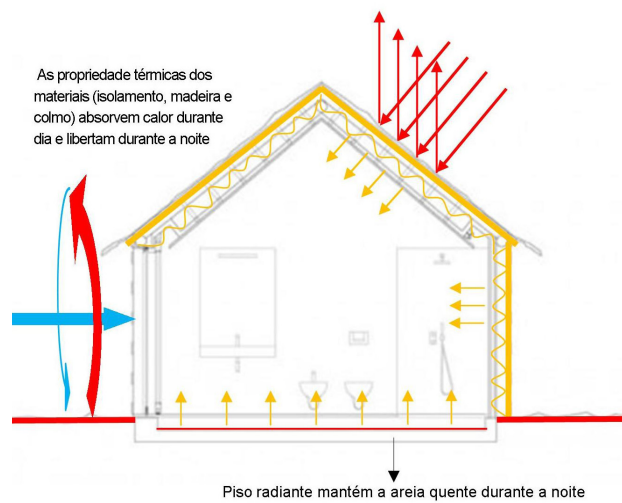 As propriedade térmicas dos
materiais (isolamento, madeira e
colmo) absorvem calor durante
dia e libertam durante a noite
Piso radiante mantém a areia quente durante a noite